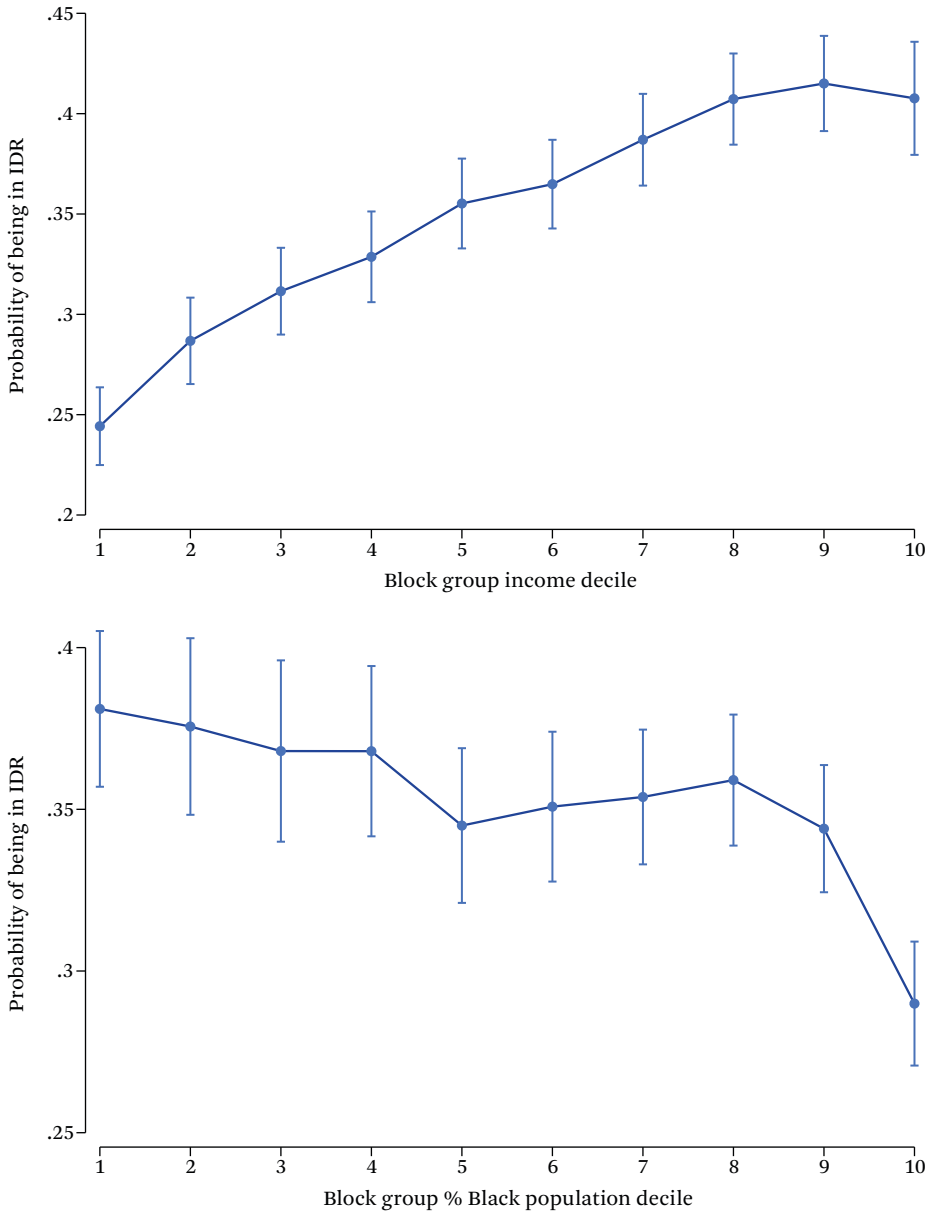 .45
.4
.35
.3
.25
.2
Probability of being in IDR
1 2 3 4 5 6 7 8 9 10
Block group income decile
.4
.35
.3
.25
Probability of being in IDR
1 2 3 4 5 6 7 8 9 10
Block group % Black population decile